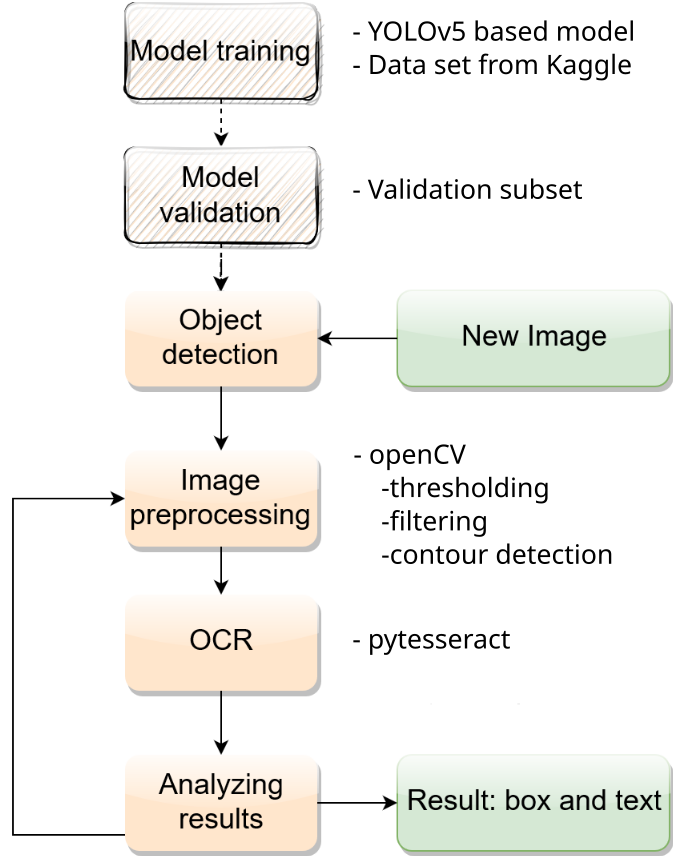 Model training
- YOLOv5 based model
- Data set from Kaggle
Model
validation
- Validation subset
Object
detection
New Image
Image
preprocessing
- openCV
-thresholding
-filtering
-contour detection
OCR
- pytesseract
Analyzing
results
Result: box and text